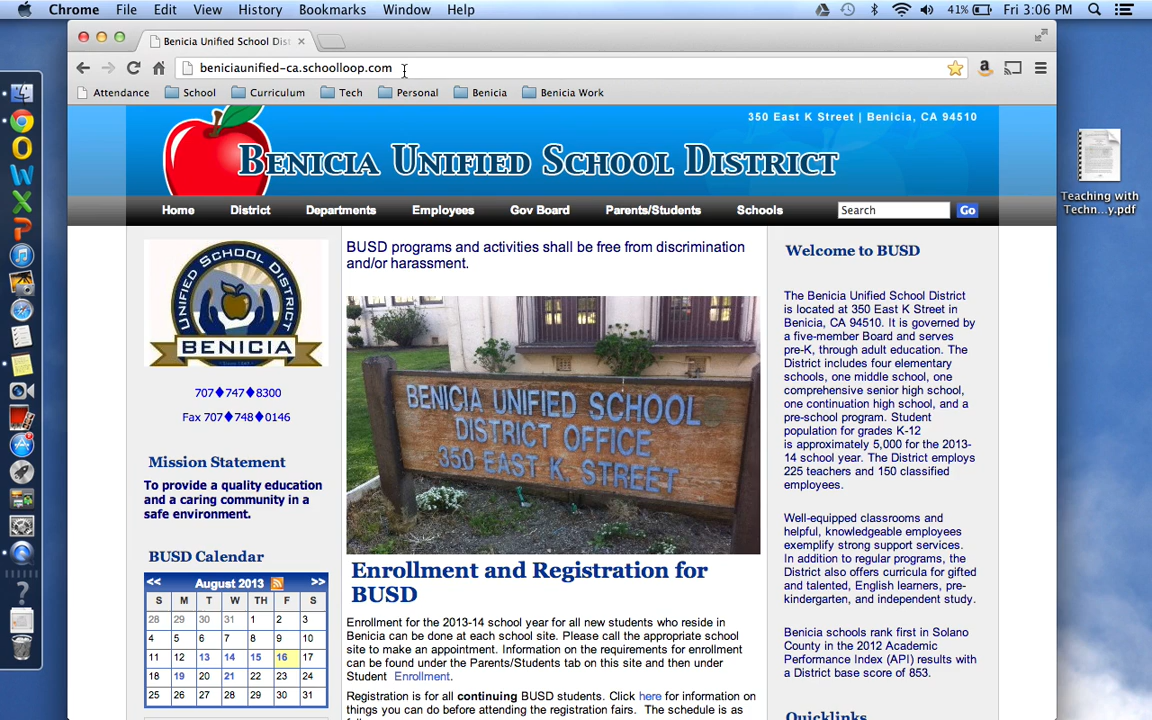 Chrome File Edit View History Bookmarks Window Help 41% Fri 3:06 PM
Benicia Unified School Dist
beniciaunified-ca.schoolloop.com
Attendance School Curriculum Tech Personal Benicia Benicia Work
350 East K Street | Benicia, CA 94510
Benicia Unified School District
Home District Departments Employees Gov Board Parents/Students Schools Search Go
UNIFIED SCHOOL DISTRICT
BENICIA
707♦747♦8300
Fax 707♦748♦0146
Mission Statement
To provide a quality education
and a caring community in a
safe environment.
BUSD Calendar
<< August 2013 >>
S M T W TH F S
28 29 30 31 1 2 3
4 5 6 7 8 9 10
11 12 13 14 15 16 17
18 19 20 21 22 23 24
25 26 27 28 29 30 31
BUSD programs and activities shall be free from discrimination
and/or harassment.
BENICIA UNIFIED SCHOOL
DISTRICT OFFICE
350 EAST K. STREET
Enrollment and Registration for
BUSD
Enrollment for the 2013-14 school year for all new students who reside in
Benicia can be done at each school site. Please call the appropriate school
site to make an appointment. Information on the requirements for enrollment
can be found under the Parents/Students tab on this site and then under
Student Enrollment.
Registration is for all continuing BUSD students. Click here for information on
things you can do before attending the registration fairs. The schedule is as
Welcome to BUSD
The Benicia Unified School District
is located at 350 East K Street in
Benicia, CA 94510. It is governed by
a five-member Board and serves
pre-K, through adult education. The
District includes four elementary
schools, one middle school, one
comprehensive senior high school,
one continuation high school, and a
pre-school program. Student
population for grades K-12
is approximately 5,000 for the 2013-
14 school year. The District employs
225 teachers and 150 classified
employees.
Well-equipped classrooms and
helpful, knowledgeable employees
exemplify strong support services.
In addition to regular programs, the
District also offers curricula for gifted
and talented, English learners, pre-
kindergarten, and independent study.
Benicia schools rank first in Solano
County in the 2012 Academic
Performance Index (API) results with
a District base score of 853.
Quicklinks
Teaching with
Techn...y.pdf